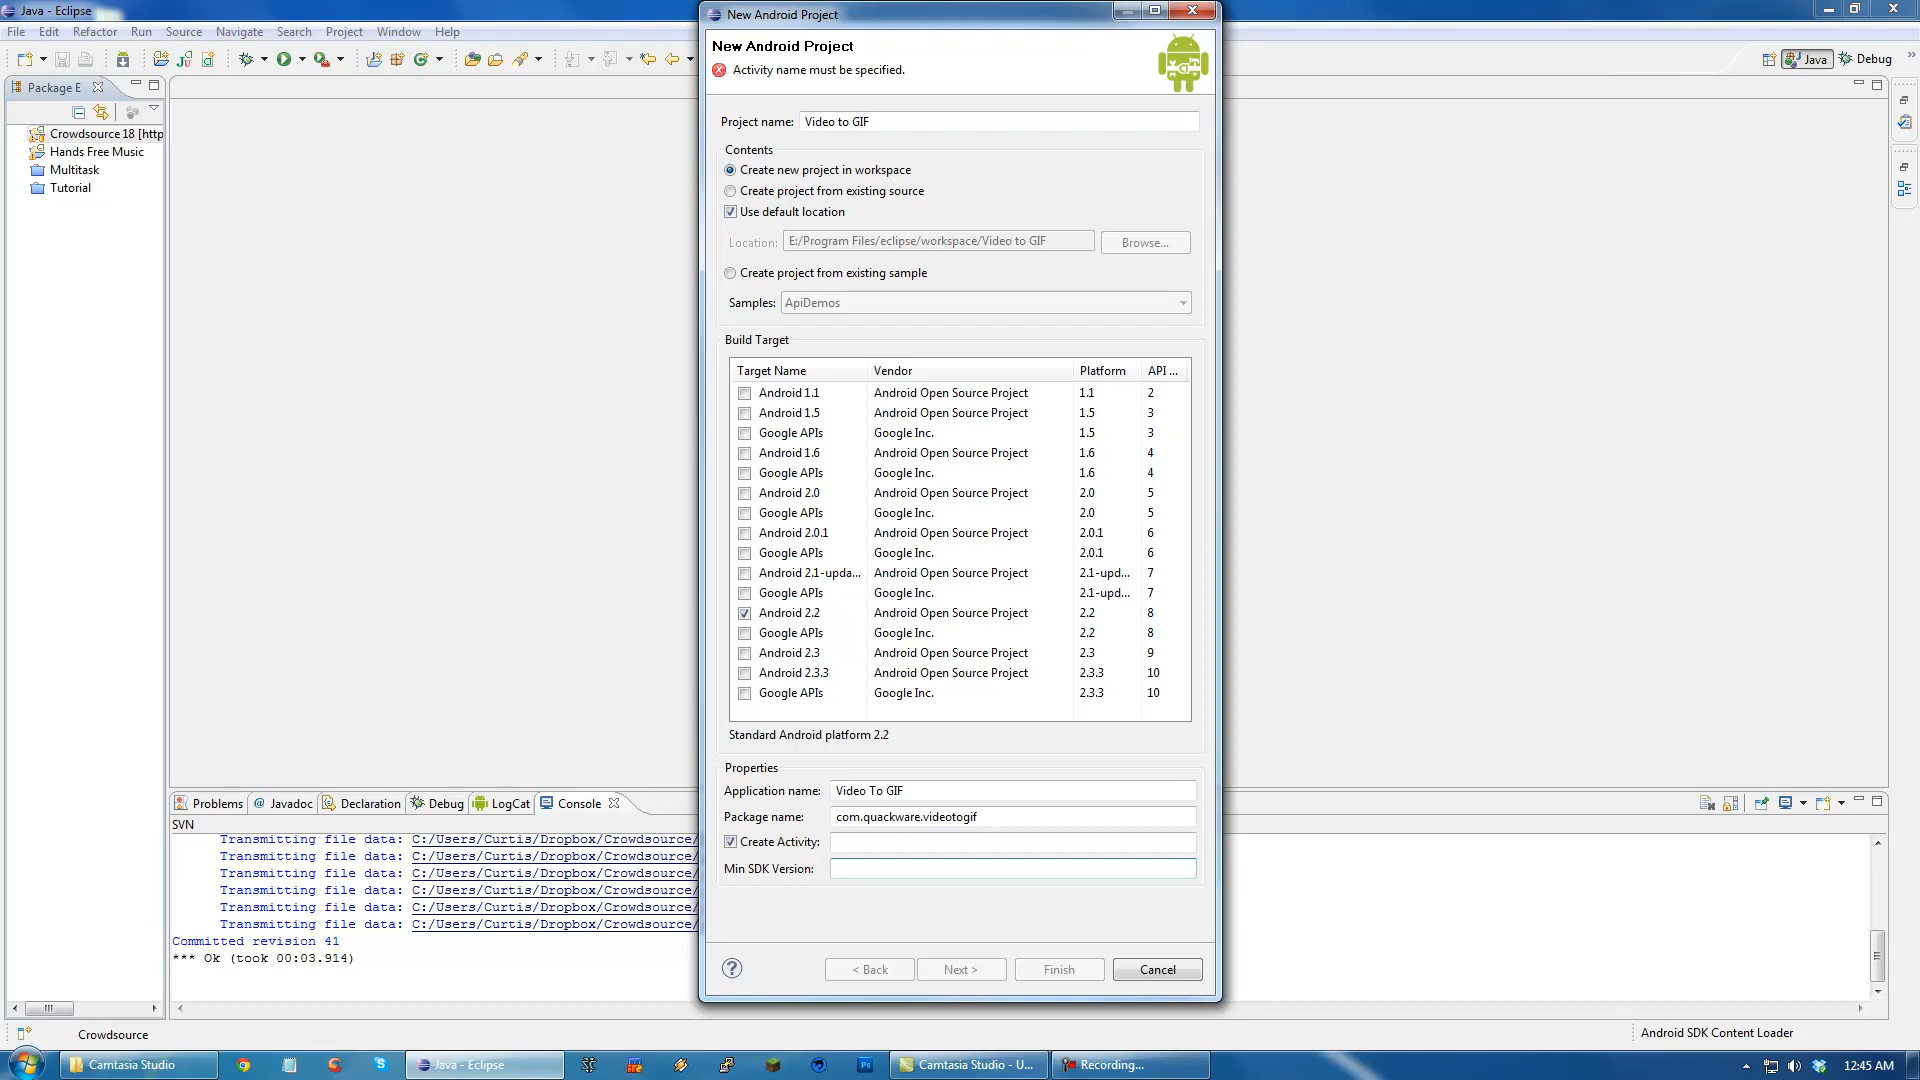 Java - Eclipse
File Edit Refactor Run Source Navigate Search Project Window Help
Java Debug
Package E
Crowdsource 18 [http
Hands Free Music
Multitask
Tutorial
New Android Project
New Android Project
Activity name must be specified.
Project name: Video to GIF
Contents
Create new project in workspace
Create project from existing source
Use default location
Location: E:/Program Files/eclipse/workspace/Video to GIF Browse...
Create project from existing sample
Samples: ApiDemos
Build Target
Target Name Vendor Platform API ...
Android 1.1 Android Open Source Project 1.1 2
Android 1.5 Android Open Source Project 1.5 3
Google APIs Google Inc. 1.5 3
Android 1.6 Android Open Source Project 1.6 4
Google APIs Google Inc. 1.6 4
Android 2.0 Android Open Source Project 2.0 5
Google APIs Google Inc. 2.0 5
Android 2.0.1 Android Open Source Project 2.0.1 6
Google APIs Google Inc. 2.0.1 6
Android 2.1-upda... Android Open Source Project 2.1-upd... 7
Google APIs Google Inc. 2.1-upd... 7
Android 2.2 Android Open Source Project 2.2 8
Google APIs Google Inc. 2.2 8
Android 2.3 Android Open Source Project 2.3 9
Android 2.3.3 Android Open Source Project 2.3.3 10
Google APIs Google Inc. 2.3.3 10
Standard Android platform 2.2
Properties
Application name: Video To GIF
Package name: com.quackware.videotogif
Create Activity:
Min SDK Version:
< Back Next > Finish Cancel
Problems Javadoc Declaration Debug LogCat Console
SVN
Transmitting file data: C:/Users/Curtis/Dropbox/Crowdsource/
Transmitting file data: C:/Users/Curtis/Dropbox/Crowdsource/
Transmitting file data: C:/Users/Curtis/Dropbox/Crowdsource/
Transmitting file data: C:/Users/Curtis/Dropbox/Crowdsource/
Transmitting file data: C:/Users/Curtis/Dropbox/Crowdsource/
Transmitting file data: C:/Users/Curtis/Dropbox/Crowdsource/
Committed revision 41
*** Ok (took 00:03.914)
Crowdsource Android SDK Content Loader
Camtasia Studio Java - Eclipse Ps Camtasia Studio - U... Recording... 12:45 AM